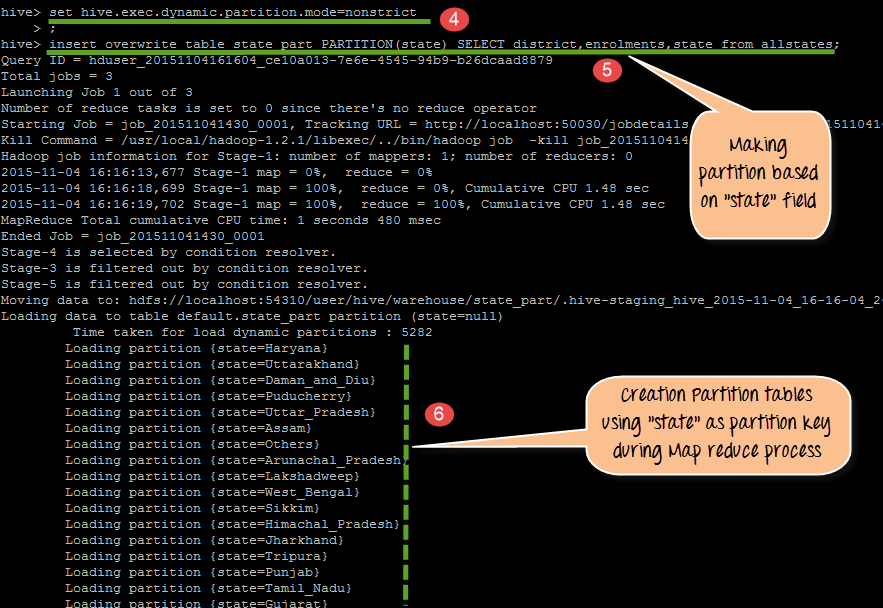 hive> set hive.exec.dynamic.partition.mode=nonstrict
4
> ;
hive> insert overwrite table state_part PARTITION(state) SELECT district,enrolments,state from allstates;
5
Query ID = hduser_20151104161604_ce10a013-7e6e-4545-94b9-b26dcaad8879
Total jobs = 3
Launching Job 1 out of 3
Number of reduce tasks is set to 0 since there's no reduce operator
Starting Job = job_201511041430_0001, Tracking URL = http://localhost:50030/jobdetails
Kill Command = /usr/local/hadoop-1.2.1/libexec/../bin/hadoop job  -kill job_2015110414
Hadoop job information for Stage-1: number of mappers: 1; number of reducers: 0
2015-11-04 16:16:13,677 Stage-1 map = 0%,  reduce = 0%
2015-11-04 16:16:18,699 Stage-1 map = 100%,  reduce = 0%, Cumulative CPU 1.48 sec
2015-11-04 16:16:19,702 Stage-1 map = 100%,  reduce = 100%, Cumulative CPU 1.48 sec
MapReduce Total cumulative CPU time: 1 seconds 480 msec
Ended Job = job_201511041430_0001
Stage-4 is selected by condition resolver.
Stage-3 is filtered out by condition resolver.
Stage-5 is filtered out by condition resolver.
Moving data to: hdfs://localhost:54310/user/hive/warehouse/state_part/.hive-staging_hive_2015-11-04_16-16-04_2
Loading data to table default.state_part partition (state=null)
Time taken for load dynamic partitions : 5282
Loading partition {state=Haryana}
Loading partition {state=Uttarakhand}
Loading partition {state=Daman_and_Diu}
Loading partition {state=Puducherry}
Loading partition {state=Uttar_Pradesh}
Loading partition {state=Assam}
Loading partition {state=Others}
Loading partition {state=Arunachal_Pradesh}
Loading partition {state=Lakshadweep}
Loading partition {state=West_Bengal}
Loading partition {state=Sikkim}
Loading partition {state=Himachal_Pradesh}
Loading partition {state=Jharkhand}
Loading partition {state=Tripura}
Loading partition {state=Punjab}
Loading partition {state=Tamil_Nadu}
Loading partition {state=Gujarat}
Making
partition based
on "state" field
6
Creation Partition tables
using "state" as partition key
during Map reduce process